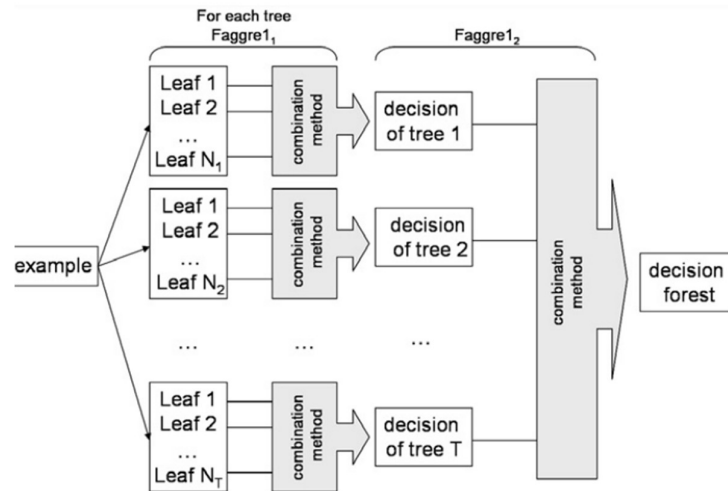 For each tree
Faggre1₁
Faggre1₂
Leaf 1
Leaf 2
...
Leaf N₁
combination
method
decision
of tree 1
Leaf 1
Leaf 2
...
Leaf N₂
combination
method
decision
of tree 2
example
combination
method
decision
forest
...
...
...
Leaf 1
Leaf 2
...
Leaf N_T
combination
method
decision
of tree T